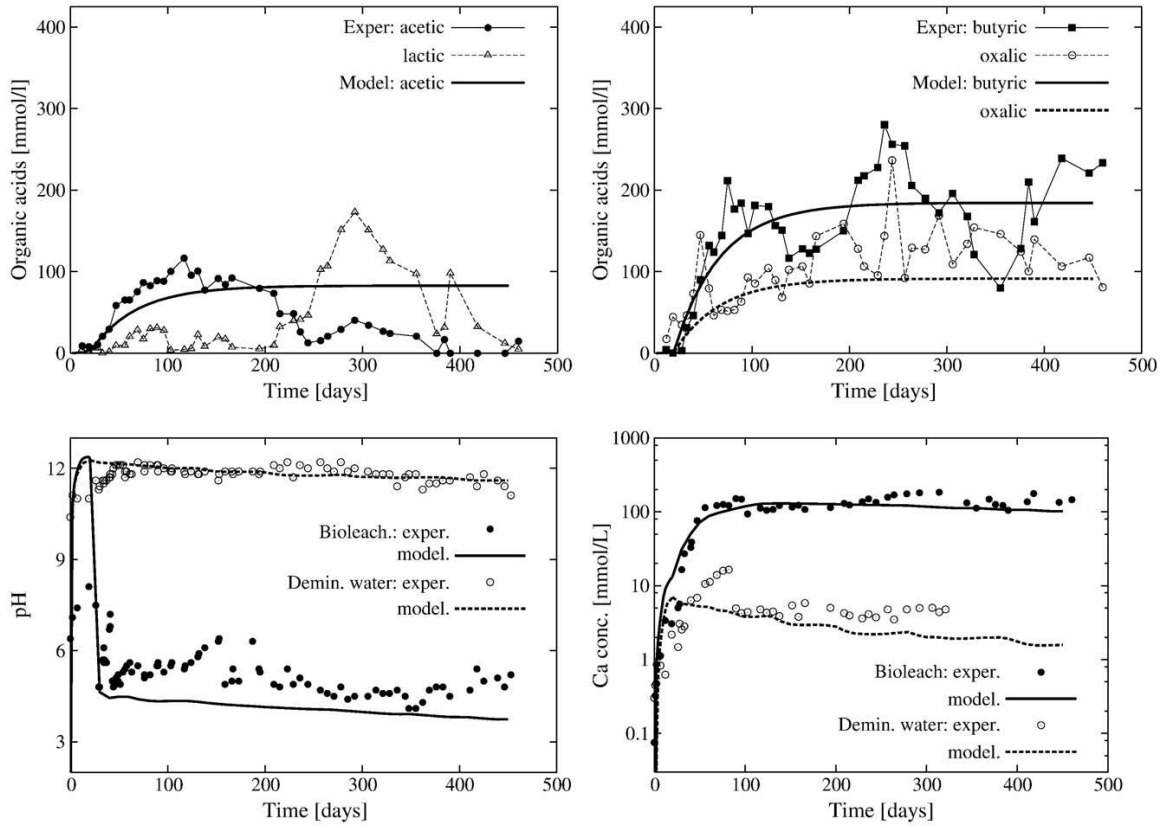 Organic acids [mmol/l]
400
300
200
100
0
Exper: acetic
lactic
Model: acetic
0 100 200 300 400 500
Time [days]
Organic acids [mmol/l]
400
300
200
100
0
Exper: butyric
oxalic
Model: butyric
oxalic
0 100 200 300 400 500
Time [days]
pH
12
9
6
3
Bioleach.: exper.
model.
Demin. water: exper.
model.
0 100 200 300 400 500
Time [days]
Ca conc. [mmol/L]
1000
100
10
1
0.1
Bioleach: exper.
model.
Demin. water: exper.
model.
0 100 200 300 400 500
Time [days]